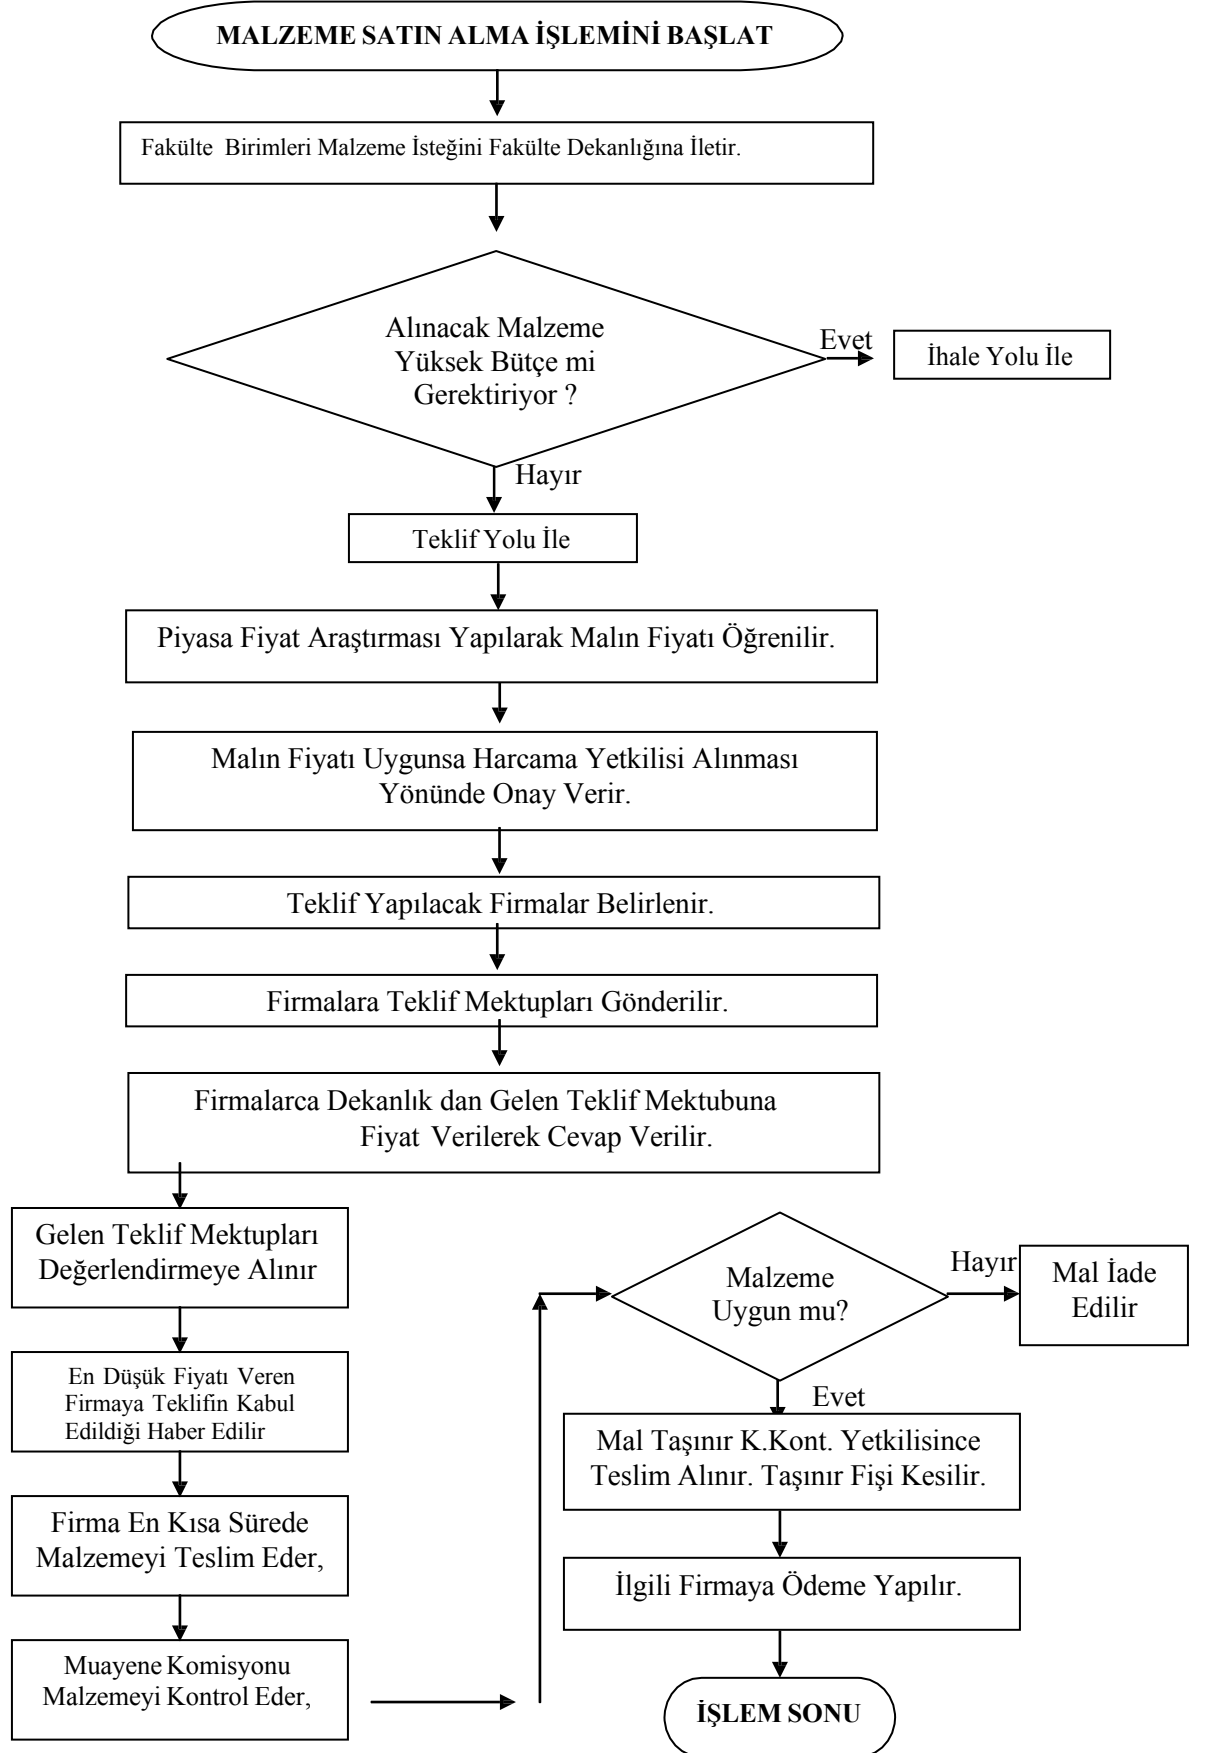 MALZEME SATIN ALMA İŞLEMİNİ BAŞLAT
Fakülte Birimleri Malzeme İsteğini Fakülte Dekanlığına İletir.
Alınacak Malzeme
Yüksek Bütçe mi
Gerektiriyor ?
Evet
İhale Yolu İle
Hayır
Teklif Yolu İle
Piyasa Fiyat Araştırması Yapılarak Malın Fiyatı Öğrenilir.
Malın Fiyatı Uygunsa Harcama Yetkilisi Alınması
Yönünde Onay Verir.
Teklif Yapılacak Firmalar Belirlenir.
Firmalara Teklif Mektupları Gönderilir.
Firmalarca Dekanlık dan Gelen Teklif Mektubuna
Fiyat Verilerek Cevap Verilir.
Gelen Teklif Mektupları
Değerlendirmeye Alınır
En Düşük Fiyatı Veren
Firmaya Teklifin Kabul
Edildiği Haber Edilir
Firma En Kısa Sürede
Malzemeyi Teslim Eder,
Muayene Komisyonu
Malzemeyi Kontrol Eder,
Malzeme
Uygun mu?
Hayır
Mal İade
Edilir
Evet
Mal Taşınır K.Kont. Yetkilisince
Teslim Alınır. Taşınır Fişi Kesilir.
İlgili Firmaya Ödeme Yapılır.
İŞLEM SONU